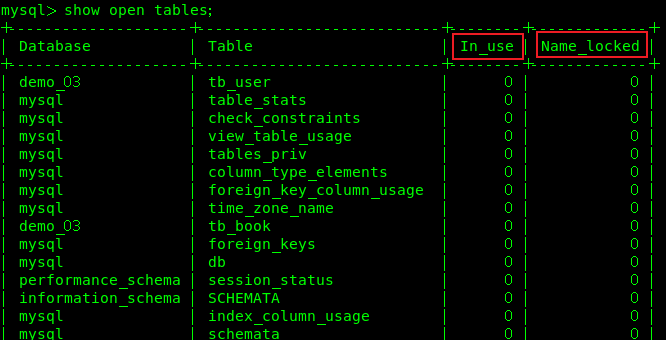 mysql> show open tables;
+--------------------+---------------------------+--------+-------------+
| Database | Table | In_use | Name_locked |
+--------------------+---------------------------+--------+-------------+
| demo_03 | tb_user | 0 | 0 |
| mysql | table_stats | 0 | 0 |
| mysql | check_constraints | 0 | 0 |
| mysql | view_table_usage | 0 | 0 |
| mysql | tables_priv | 0 | 0 |
| mysql | column_type_elements | 0 | 0 |
| mysql | foreign_key_column_usage | 0 | 0 |
| mysql | time_zone_name | 0 | 0 |
| demo_03 | tb_book | 0 | 0 |
| mysql | foreign_keys | 0 | 0 |
| mysql | db | 0 | 0 |
| performance_schema | session_status | 0 | 0 |
| information_schema | SCHEMATA | 0 | 0 |
| mysql | index_column_usage | 0 | 0 |
| mysql | schemata | 0 | 0 |